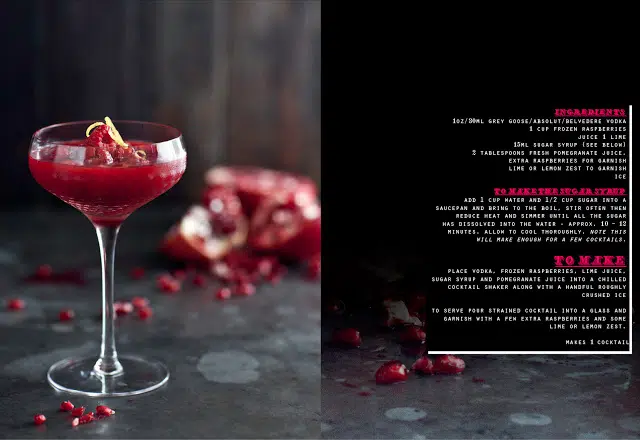 INGREDIENTS
1OZ/30ML GREY GOOSE/ABSOLUT/BELVEDERE VODKA
1 CUP FROZEN RASPBERRIES
JUICE 1 LIME
15ML SUGAR SYRUP (SEE BELOW)
2 TABLESPOONS FRESH POMEGRANATE JUICE.
EXTRA RASPBERRIES FOR GARNISH
LIME OR LEMON ZEST TO GARNISH
ICE
TO MAKE THE SUGAR SYRUP
ADD 1 CUP WATER AND 1/2 CUP SUGAR INTO A
SAUCEPAN AND BRING TO THE BOIL. STIR OFTEN THEN
REDUCE HEAT AND SIMMER UNTIL ALL THE SUGAR
HAS DISSOLVED INTO THE WATER - APPROX. 10 - 12
MINUTES. ALLOW TO COOL THOROUGHLY. NOTE THIS
WILL MAKE ENOUGH FOR A FEW COCKTAILS.
TO MAKE
PLACE VODKA, FROZEN RASPBERRIES, LIME JUICE,
SUGAR SYRUP AND POMEGRANATE JUICE INTO A CHILLED
COCKTAIL SHAKER ALONG WITH A HANDFUL ROUGHLY
CRUSHED ICE
TO SERVE POUR STRAINED COCKTAIL INTO A GLASS AND
GARNISH WITH A FEW EXTRA RASPBERRIES AND SOME
LIME OR LEMON ZEST.
MAKES 1 COCKTAIL